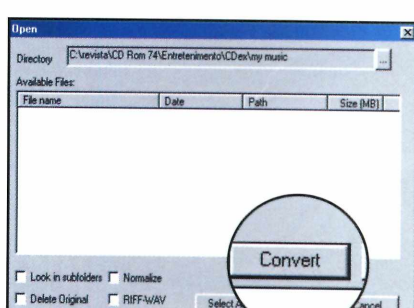 Open
Directory C:\revista\CD Rom 74\Entretenimento\CDex\my music ...
Available Files:
File name Date Path Size (MB)
Convert
Look in subfolders Normalize
Delete Original RIFF-WAV Select